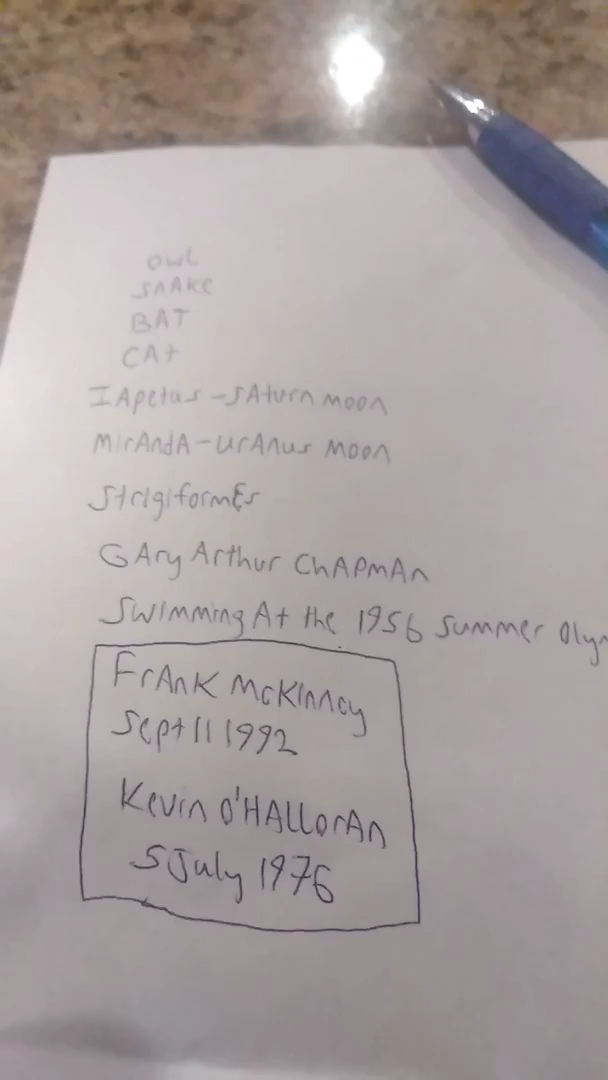 OWL
SNAKE
BAT
CAt
IApetus - SAturn moon
MirAndA - UrAnus Moon
StrigiformEs
GAry Arthur ChAPMAn
Swimming At the 1956 Summer Olym
FrAnK McKinney
Sept 11 1992
Kevin O'HAlloRAn
5 July 1976